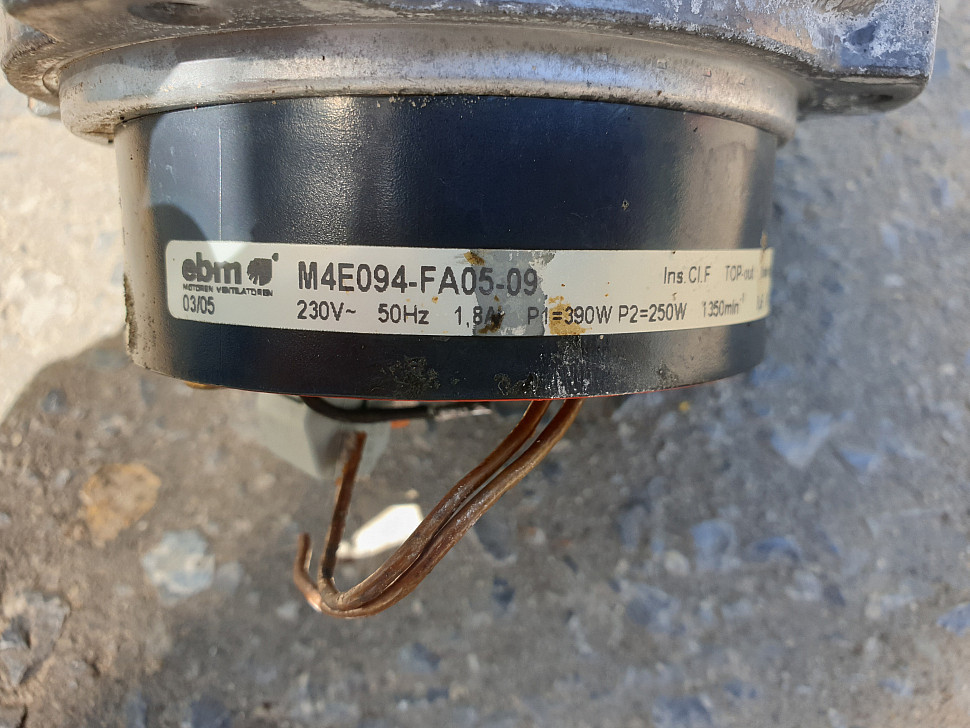 ebm
MOTOREN VENTILATOREN
03/05
M4E094-FA05-09
230V~ 50Hz 1,8A P1=390W P2=250W 1350min⁻¹
Ins.Cl.F TOP-out